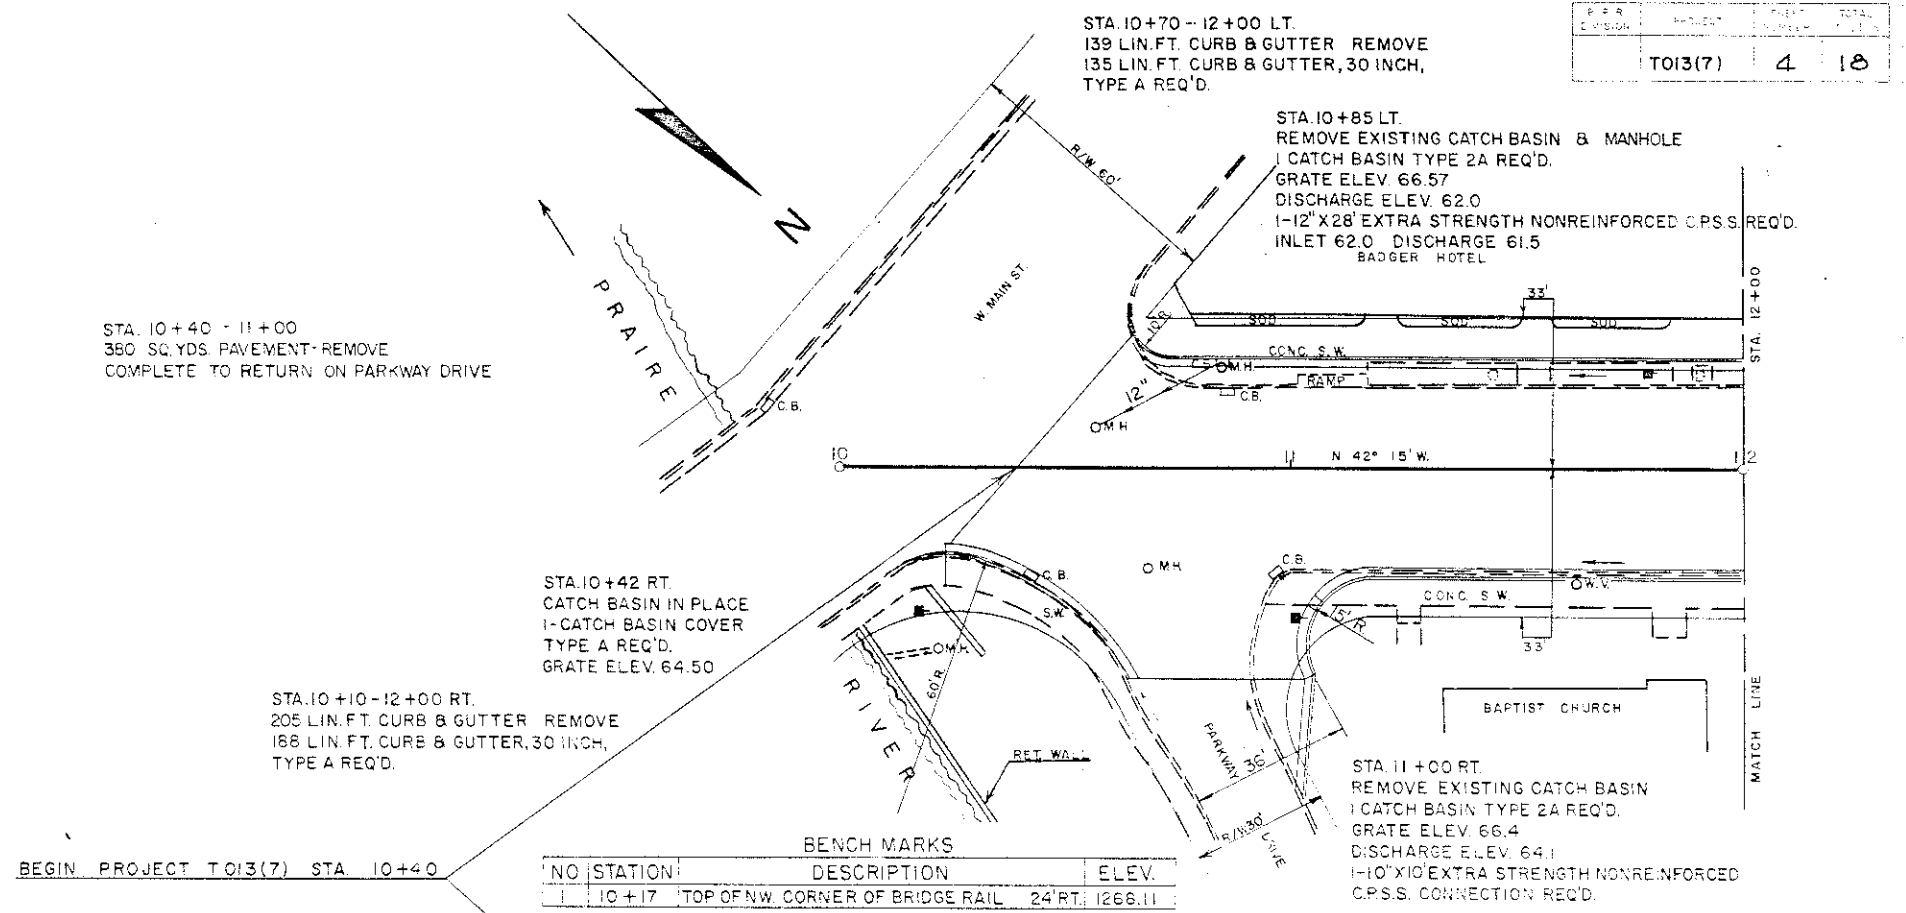 STA. 10+70 -- 12+00 LT.
139 LIN.FT. CURB & GUTTER REMOVE
135 LIN.FT. CURB & GUTTER, 30 INCH,
TYPE A REQ'D.
PROJECT
TO13(7) 4 18
STA. 10+85 LT.
REMOVE EXISTING CATCH BASIN & MANHOLE
1 CATCH BASIN TYPE 2A REQ'D.
GRATE ELEV. 66.57
DISCHARGE ELEV. 62.0
1-12"X28' EXTRA STRENGTH NONREINFORCED C.P.S.S. REQ'D.
INLET 62.0 DISCHARGE 61.5
BADGER HOTEL
R/W 60'
N
PRAIRE
W. MAIN ST.
STA. 10+40 - 11+00
380 SQ. YDS. PAVEMENT-REMOVE
COMPLETE TO RETURN ON PARKWAY DRIVE
33'
SOD SOD SOD
10'R
CONC. S.W.
STA. 12+00
M.H.
RAMP
12"
C.B.
C.B.
M.H.
10 11 N 42° 15' W. 12
STA. 10+42 RT.
CATCH BASIN IN PLACE
1-CATCH BASIN COVER
TYPE A REQ'D.
GRATE ELEV. 64.50
C.B.
M.H.
C.B.
W.V.
CONC. S.W.
S.W.
15'R
M.H.
33'
60'R
RIVER
STA. 10+10-12+00 RT.
205 LIN. FT. CURB & GUTTER REMOVE
188 LIN. FT. CURB & GUTTER, 30 INCH,
TYPE A REQ'D.
BAPTIST CHURCH
MATCH LINE
RET. WALL
PARKWAY
36'
R/W 30'
DRIVE
STA. 11+00 RT.
REMOVE EXISTING CATCH BASIN
1 CATCH BASIN TYPE 2A REQ'D.
GRATE ELEV. 66.4
DISCHARGE ELEV. 64.1
1-10"X10' EXTRA STRENGTH NONREINFORCED
C.P.S.S. CONNECTION REQ'D.
BEGIN PROJECT TO13(7) STA. 10+40
BENCH MARKS
NO STATION DESCRIPTION ELEV.
1 10+17 TOP OF NW. CORNER OF BRIDGE RAIL 24'RT. 1266.11